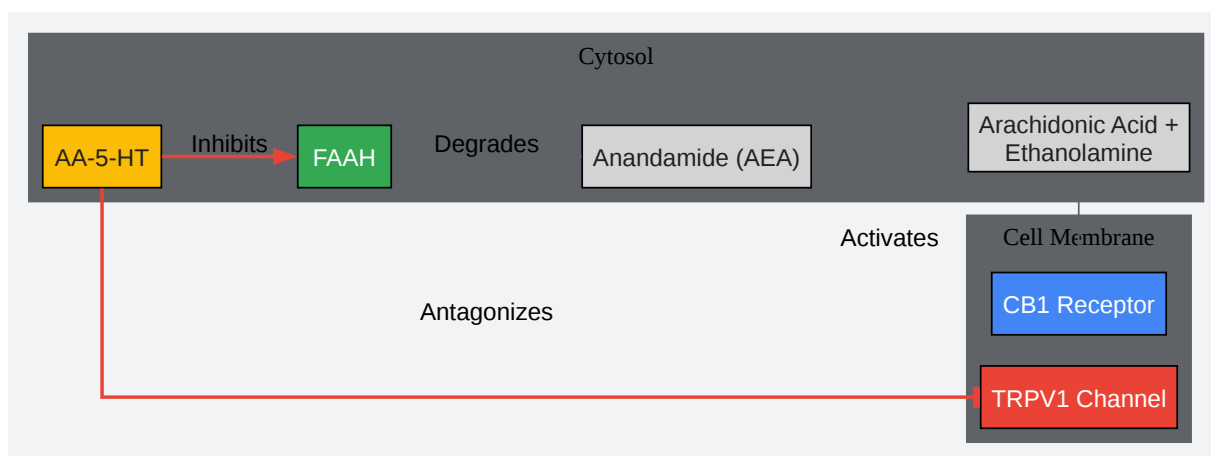 Cytosol
AA-5-HT
Inhibits
FAAH
Degrades
Anandamide (AEA)
Arachidonic Acid +
Ethanolamine
Activates
Cell Membrane
CB1 Receptor
Antagonizes
TRPV1 Channel